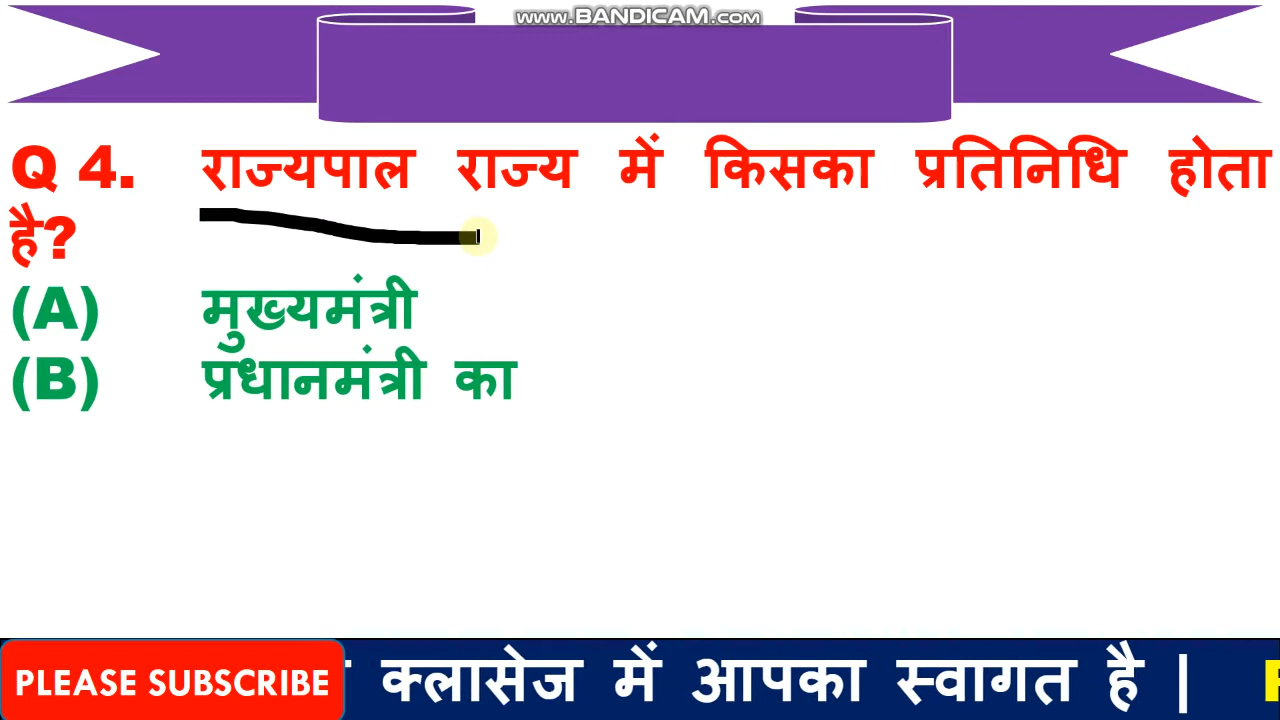 www.BANDICAM.com
Q 4. राज्यपाल राज्य में किसका प्रतिनिधि होता
है?
(A) मुख्यमंत्री
(B) प्रधानमंत्री का
PLEASE SUBSCRIBE क्लासेज में आपका स्वागत है |